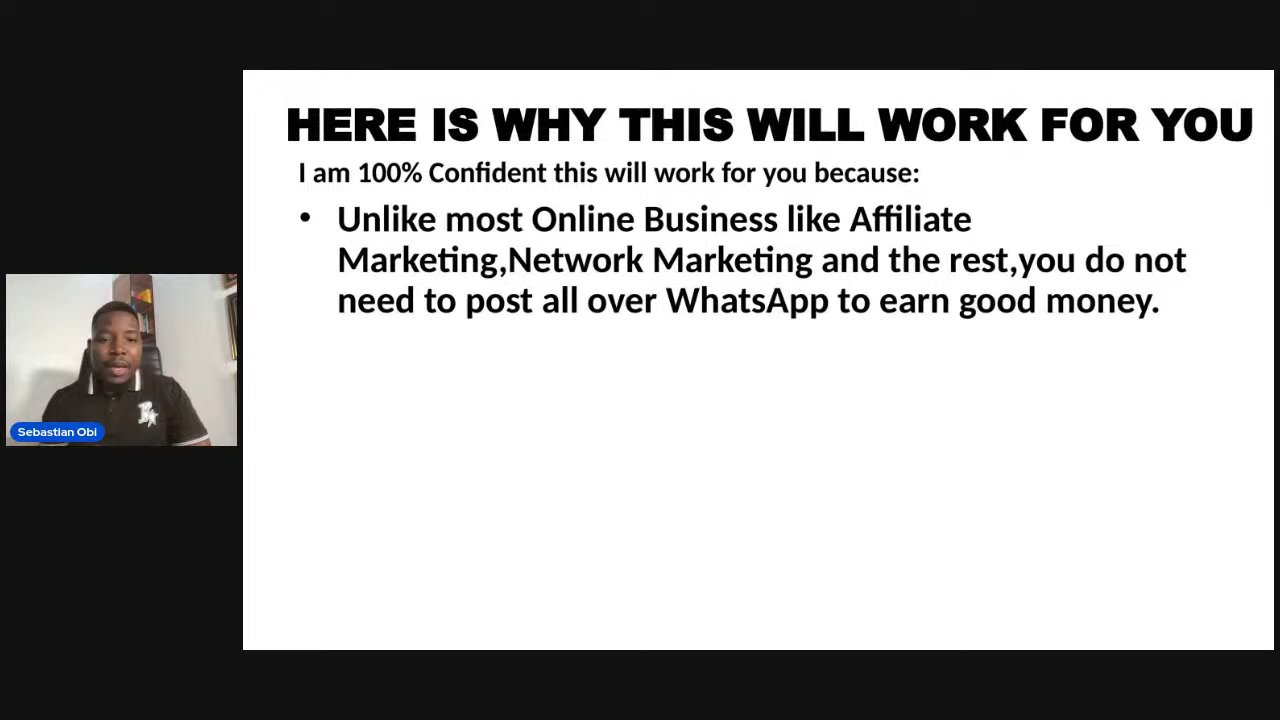 HERE IS WHY THIS WILL WORK FOR YOU
I am 100% Confident this will work for you because:
• Unlike most Online Business like Affiliate
Marketing,Network Marketing and the rest,you do not
need to post all over WhatsApp to earn good money.
Sebastian Obi